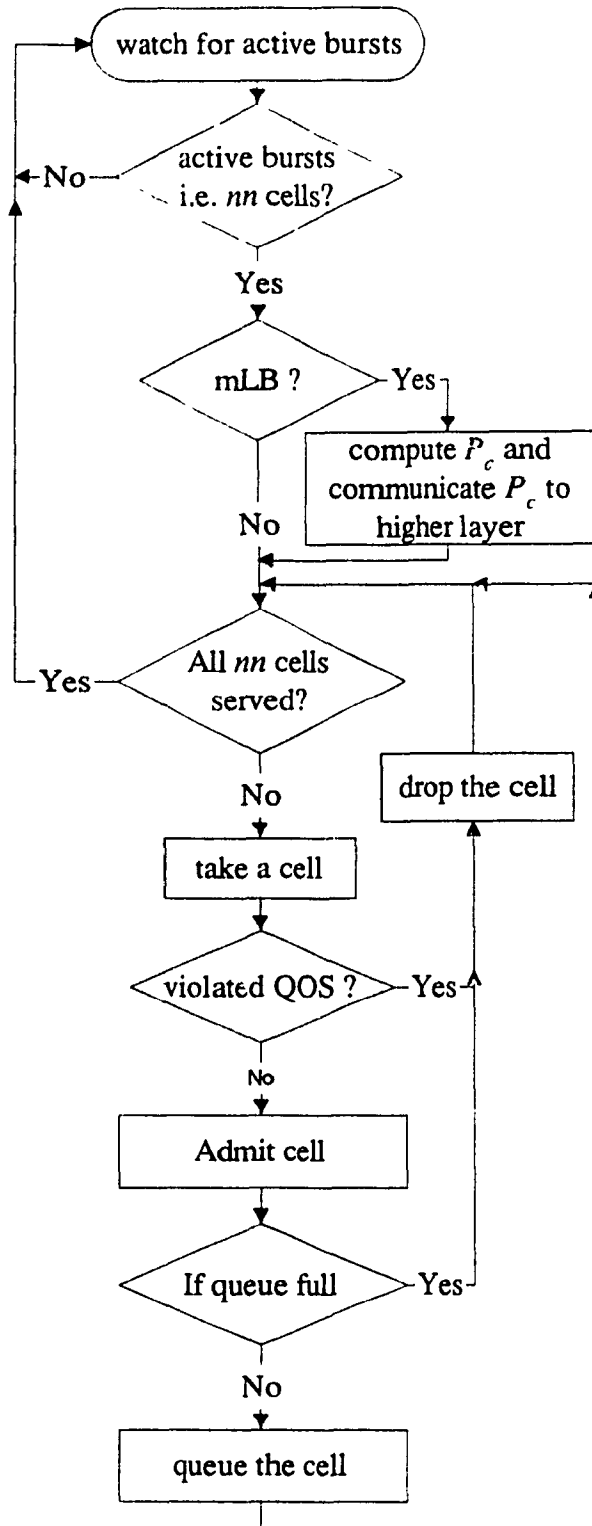 watch for active bursts
active bursts
i.e. nn cells?
No
Yes
mLB ?
Yes
compute P_c and
communicate P_c to
higher layer
No
All nn cells
served?
Yes
No
drop the cell
take a cell
violated QOS ?
Yes
No
Admit cell
If queue full
Yes
No
queue the cell